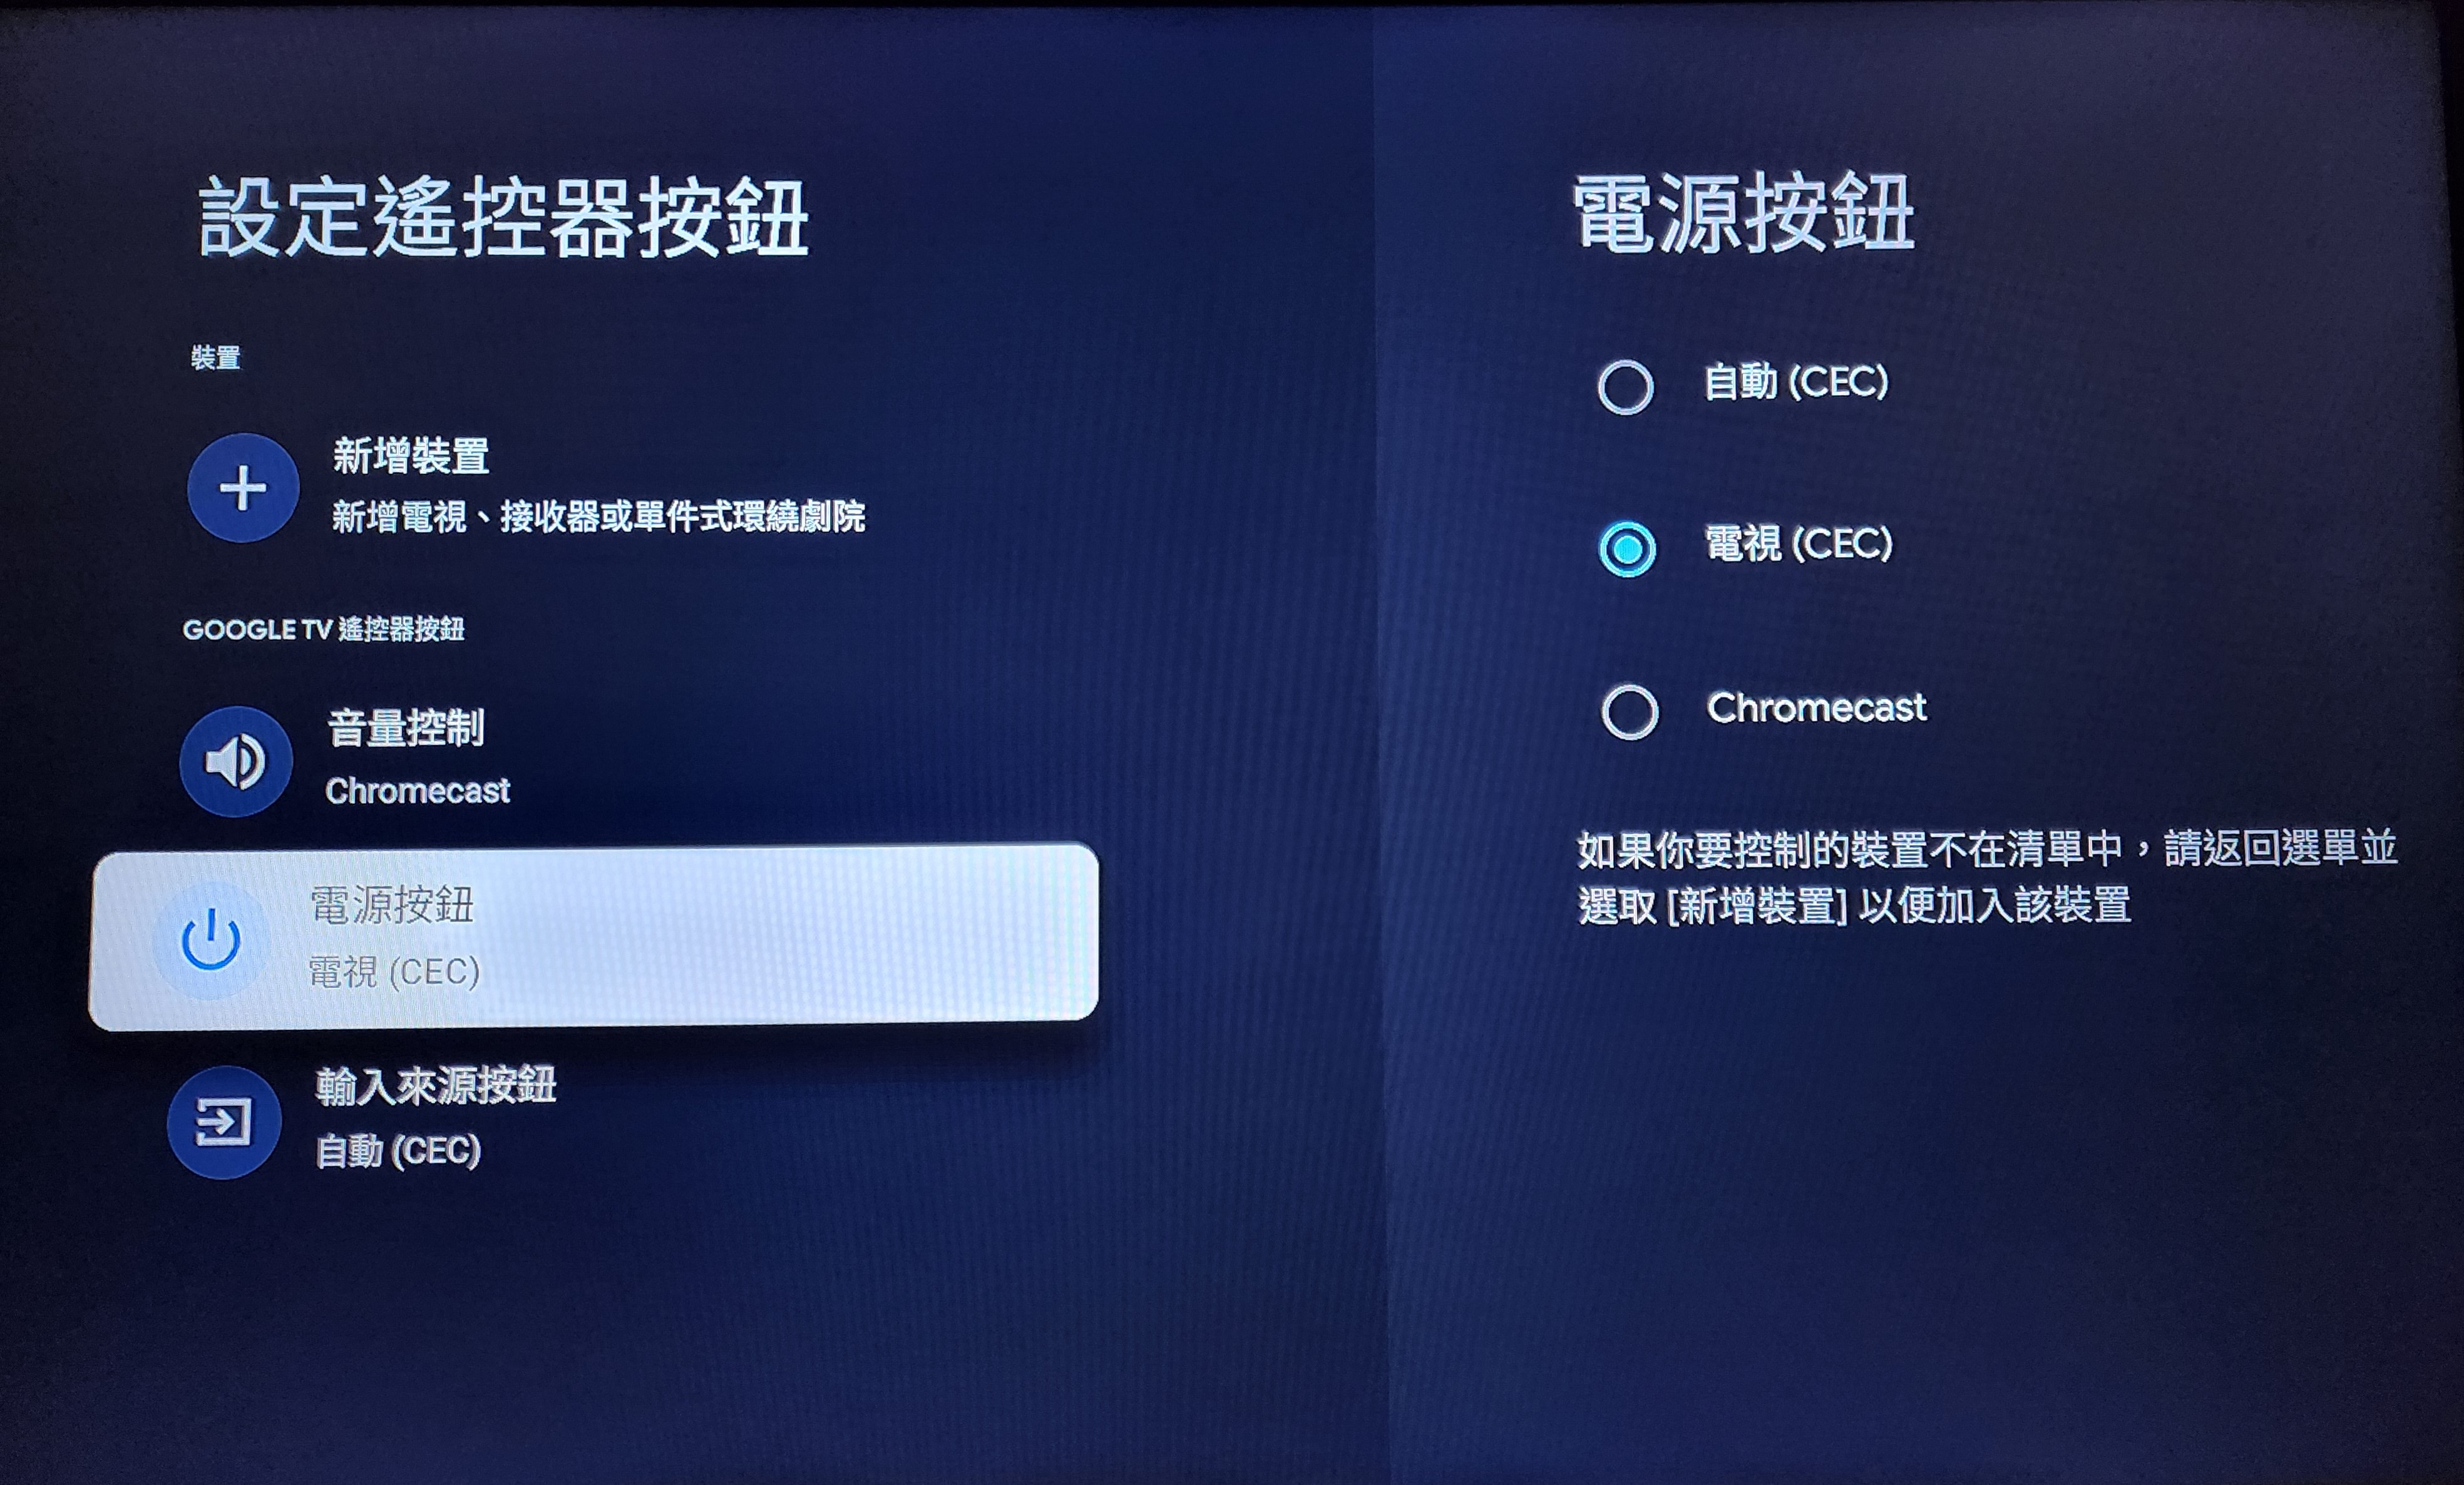 設定遙控器按鈕
裝置
新增裝置
新增電視、接收器或單件式環繞劇院
GOOGLE TV 遙控器按鈕
音量控制
Chromecast
電源按鈕
電視 (CEC)
輸入來源按鈕
自動 (CEC)
電源按鈕
自動 (CEC)
電視 (CEC)
Chromecast
如果你要控制的裝置不在清單中，請返回選單並
選取 [新增裝置] 以便加入該裝置